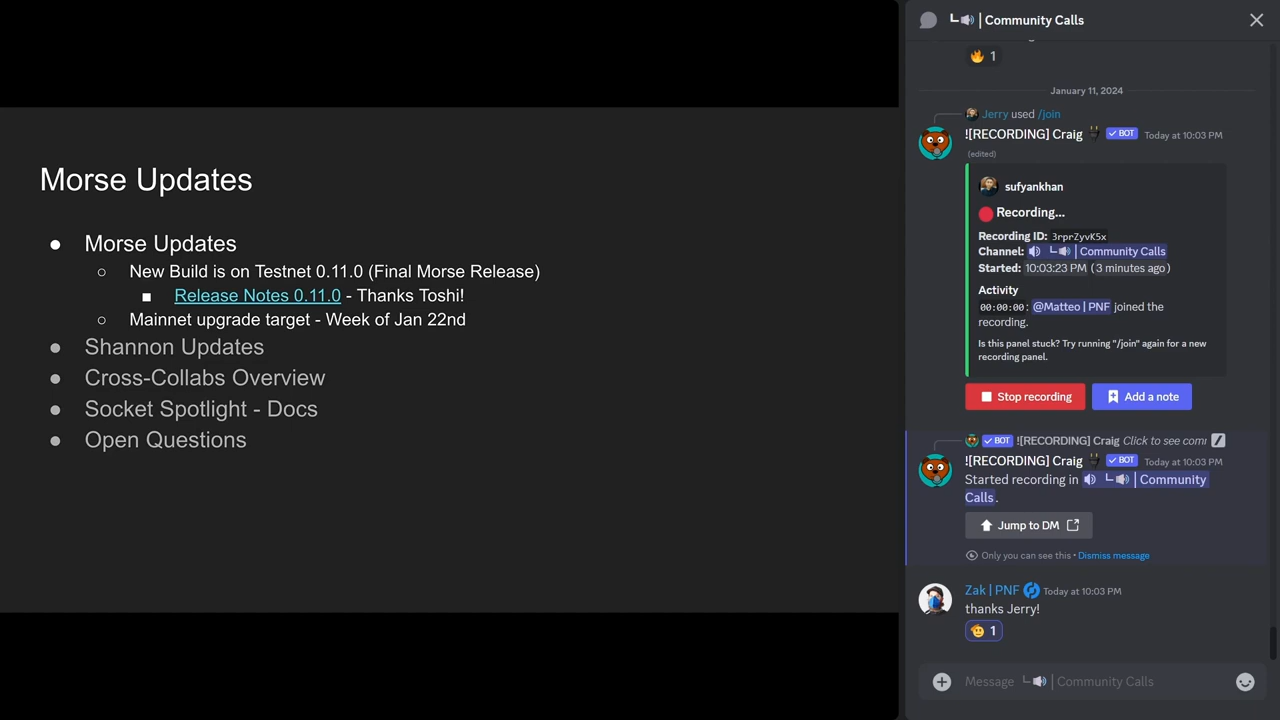 Morse Updates
● Morse Updates
○ New Build is on Testnet 0.11.0 (Final Morse Release)
■ Release Notes 0.11.0 - Thanks Toshi!
○ Mainnet upgrade target - Week of Jan 22nd
● Shannon Updates
● Cross-Collabs Overview
● Socket Spotlight - Docs
● Open Questions
| Community Calls
🔥 1
January 11, 2024
Jerry used /join
![RECORDING] Craig ✓ BOT Today at 10:03 PM
(edited)
sufyankhan
Recording...
Recording ID: 3rprZyvK5x
Channel: | Community Calls
Started: 10:03:23 PM (3 minutes ago)
Activity
00:00:00: @Matteo | PNF joined the
recording.
Is this panel stuck? Try running "/join" again for a new
recording panel.
Stop recording Add a note
✓ BOT ![RECORDING] Craig Click to see comr
![RECORDING] Craig ✓ BOT Today at 10:03 PM
Started recording in | Community
Calls.
Jump to DM
Only you can see this • Dismiss message
Zak | PNF Today at 10:03 PM
thanks Jerry!
1
Message | Community Calls